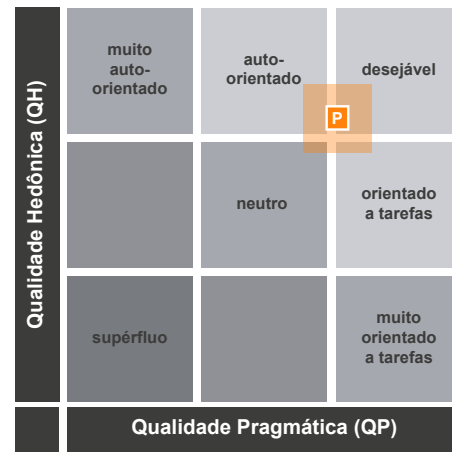 Qualidade Hedônica (QH)
muito
auto-
orientado
auto-
orientado
desejável
P
neutro
orientado
a tarefas
supérfluo
muito
orientado
a tarefas
Qualidade Pragmática (QP)